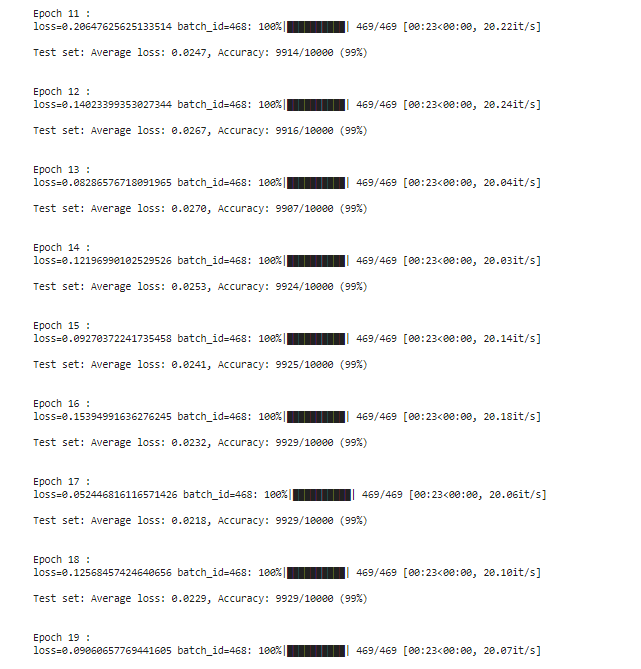 Epoch 11 :
loss=0.20647625625133514 batch_id=468: 100%|██████████| 469/469 [00:23<00:00, 20.22it/s]
Test set: Average loss: 0.0247, Accuracy: 9914/10000 (99%)
Epoch 12 :
loss=0.14023399353027344 batch_id=468: 100%|██████████| 469/469 [00:23<00:00, 20.24it/s]
Test set: Average loss: 0.0267, Accuracy: 9916/10000 (99%)
Epoch 13 :
loss=0.08286576718091965 batch_id=468: 100%|██████████| 469/469 [00:23<00:00, 20.04it/s]
Test set: Average loss: 0.0270, Accuracy: 9907/10000 (99%)
Epoch 14 :
loss=0.12196990102529526 batch_id=468: 100%|██████████| 469/469 [00:23<00:00, 20.03it/s]
Test set: Average loss: 0.0253, Accuracy: 9924/10000 (99%)
Epoch 15 :
loss=0.09270372241735458 batch_id=468: 100%|██████████| 469/469 [00:23<00:00, 20.14it/s]
Test set: Average loss: 0.0241, Accuracy: 9925/10000 (99%)
Epoch 16 :
loss=0.15394991636276245 batch_id=468: 100%|██████████| 469/469 [00:23<00:00, 20.18it/s]
Test set: Average loss: 0.0232, Accuracy: 9929/10000 (99%)
Epoch 17 :
loss=0.052446816116571426 batch_id=468: 100%|██████████| 469/469 [00:23<00:00, 20.06it/s]
Test set: Average loss: 0.0218, Accuracy: 9929/10000 (99%)
Epoch 18 :
loss=0.12568457424640656 batch_id=468: 100%|██████████| 469/469 [00:23<00:00, 20.10it/s]
Test set: Average loss: 0.0229, Accuracy: 9929/10000 (99%)
Epoch 19 :
loss=0.09060657769441605 batch_id=468: 100%|██████████| 469/469 [00:23<00:00, 20.07it/s]